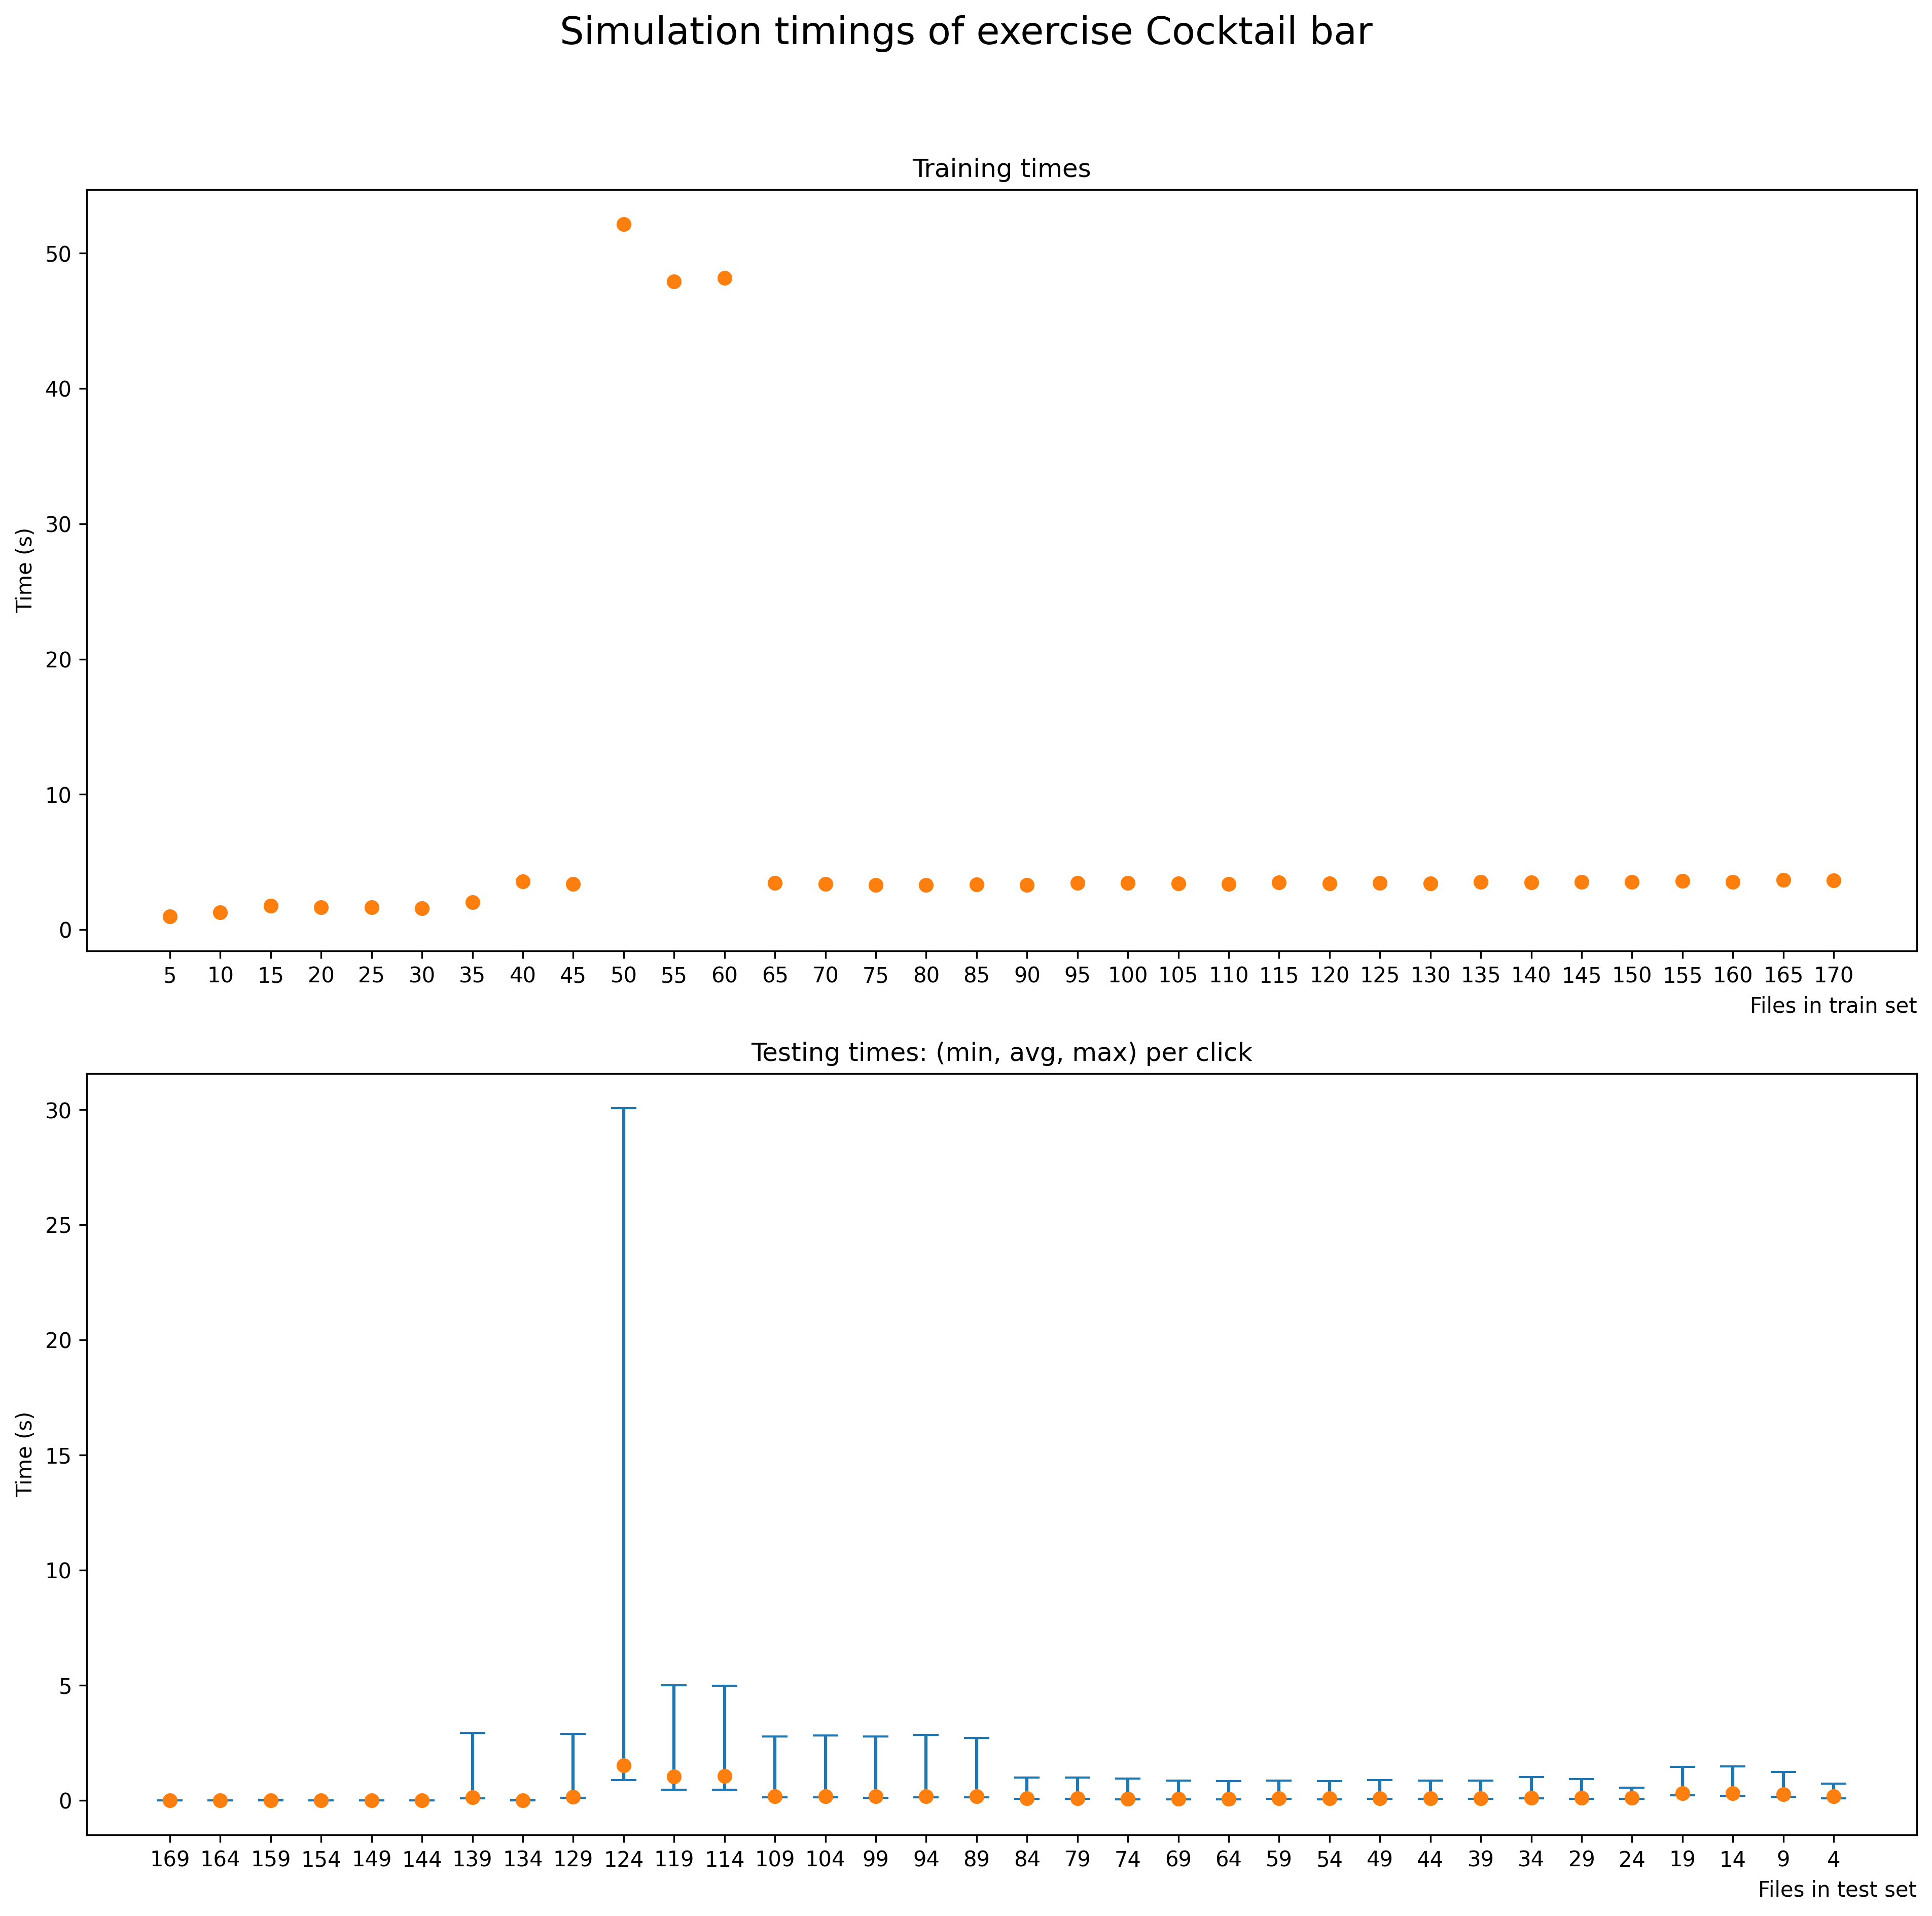 Simulation timings of exercise Cocktail bar
Training times
Time (s)
50
40
30
20
10
0
5 10 15 20 25 30 35 40 45 50 55 60 65 70 75 80 85 90 95 100 105 110 115 120 125 130 135 140 145 150 155 160 165 170
Files in train set
Testing times: (min, avg, max) per click
Time (s)
30
25
20
15
10
5
0
169 164 159 154 149 144 139 134 129 124 119 114 109 104 99 94 89 84 79 74 69 64 59 54 49 44 39 34 29 24 19 14 9 4
Files in test set